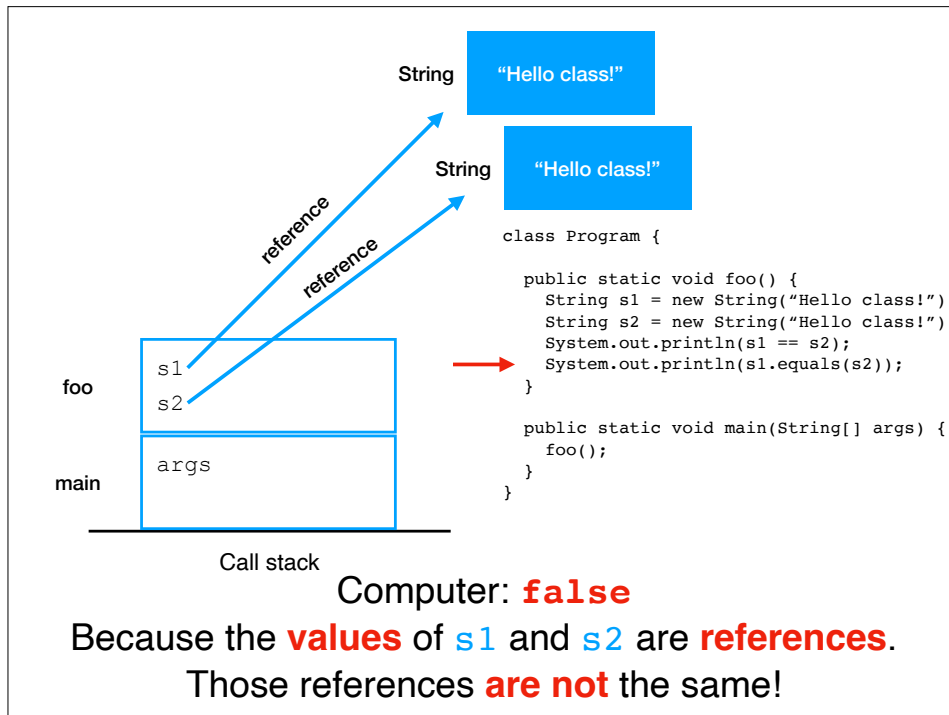 String
“Hello class!”
String
“Hello class!”
reference
reference
class Program {
public static void foo() {
String s1 = new String(“Hello class!”)
String s2 = new String(“Hello class!”)
System.out.println(s1 == s2);
System.out.println(s1.equals(s2));
}
public static void main(String[] args) {
foo();
}
}
foo
s1
s2
main
args
Call stack
Computer: false
Because the values of s1 and s2 are references.
Those references are not the same!